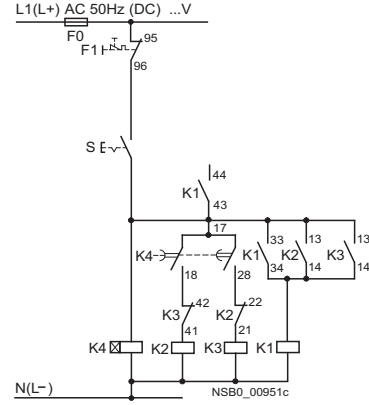 L1(L+) AC 50Hz (DC) ...V
F0
95
F1
96
S
44
K1
43
17
K4
18
28
33
K1
34
13
K2
14
13
K3
14
42
K3
41
22
K2
21
K4
K2
K3
K1
N(L–)
NSB0_00951c